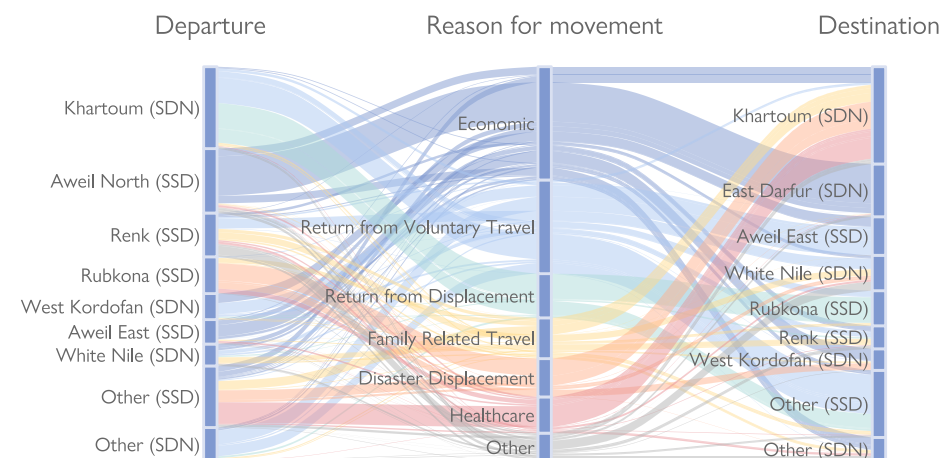 Departure
Reason for movement
Destination
Khartoum (SDN)
Aweil North (SSD)
Renk (SSD)
Rubkona (SSD)
West Kordofan (SDN)
Aweil East (SSD)
White Nile (SDN)
Other (SSD)
Other (SDN)
Economic
Return from Voluntary Travel
Return from Displacement
Family Related Travel
Disaster Displacement
Healthcare
Other
Khartoum (SDN)
East Darfur (SDN)
Aweil East (SSD)
White Nile (SDN)
Rubkona (SSD)
Renk (SSD)
West Kordofan (SDN)
Other (SSD)
Other (SDN)